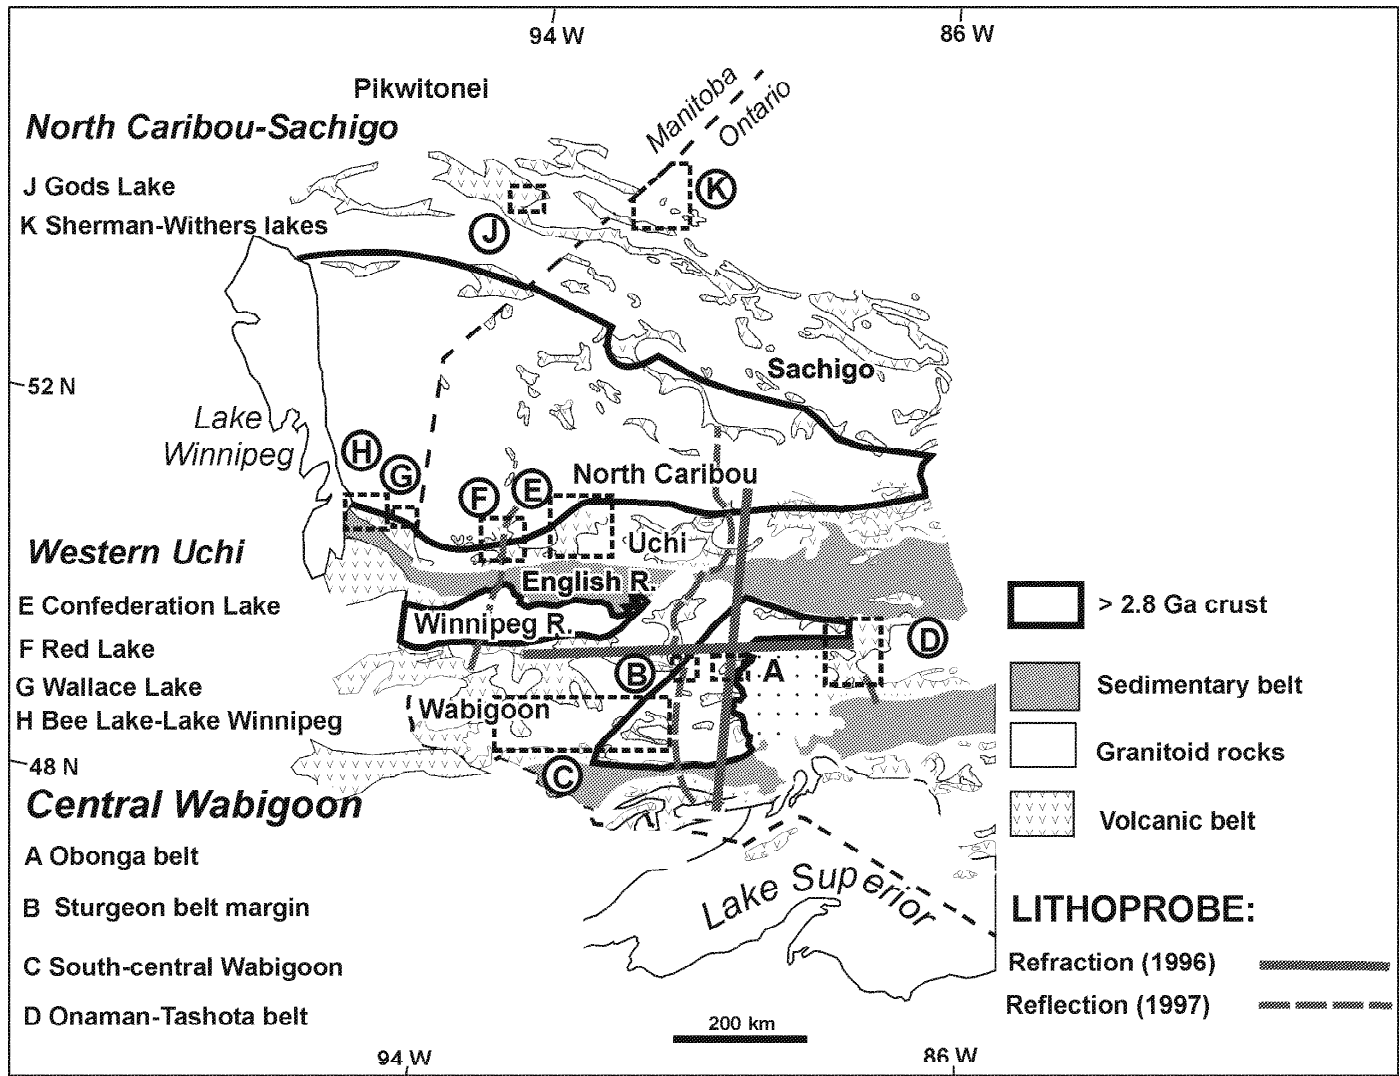 94 W
86 W
Pikwitonei
Manitoba
Ontario
North Caribou-Sachigo
J Gods Lake
K Sherman-Withers lakes
K
J
Sachigo
52 N
Lake
Winnipeg
H
G
F
E
North Caribou
Uchi
Western Uchi
English R.
E Confederation Lake
Winnipeg R.
F Red Lake
D
B
A
G Wallace Lake
Wabigoon
H Bee Lake-Lake Winnipeg
48 N
C
Central Wabigoon
A Obonga belt
B Sturgeon belt margin
C South-central Wabigoon
D Onaman-Tashota belt
Lake Superior
> 2.8 Ga crust
Sedimentary belt
Granitoid rocks
Volcanic belt
LITHOPROBE:
Refraction (1996)
Reflection (1997)
200 km
94 W
86 W